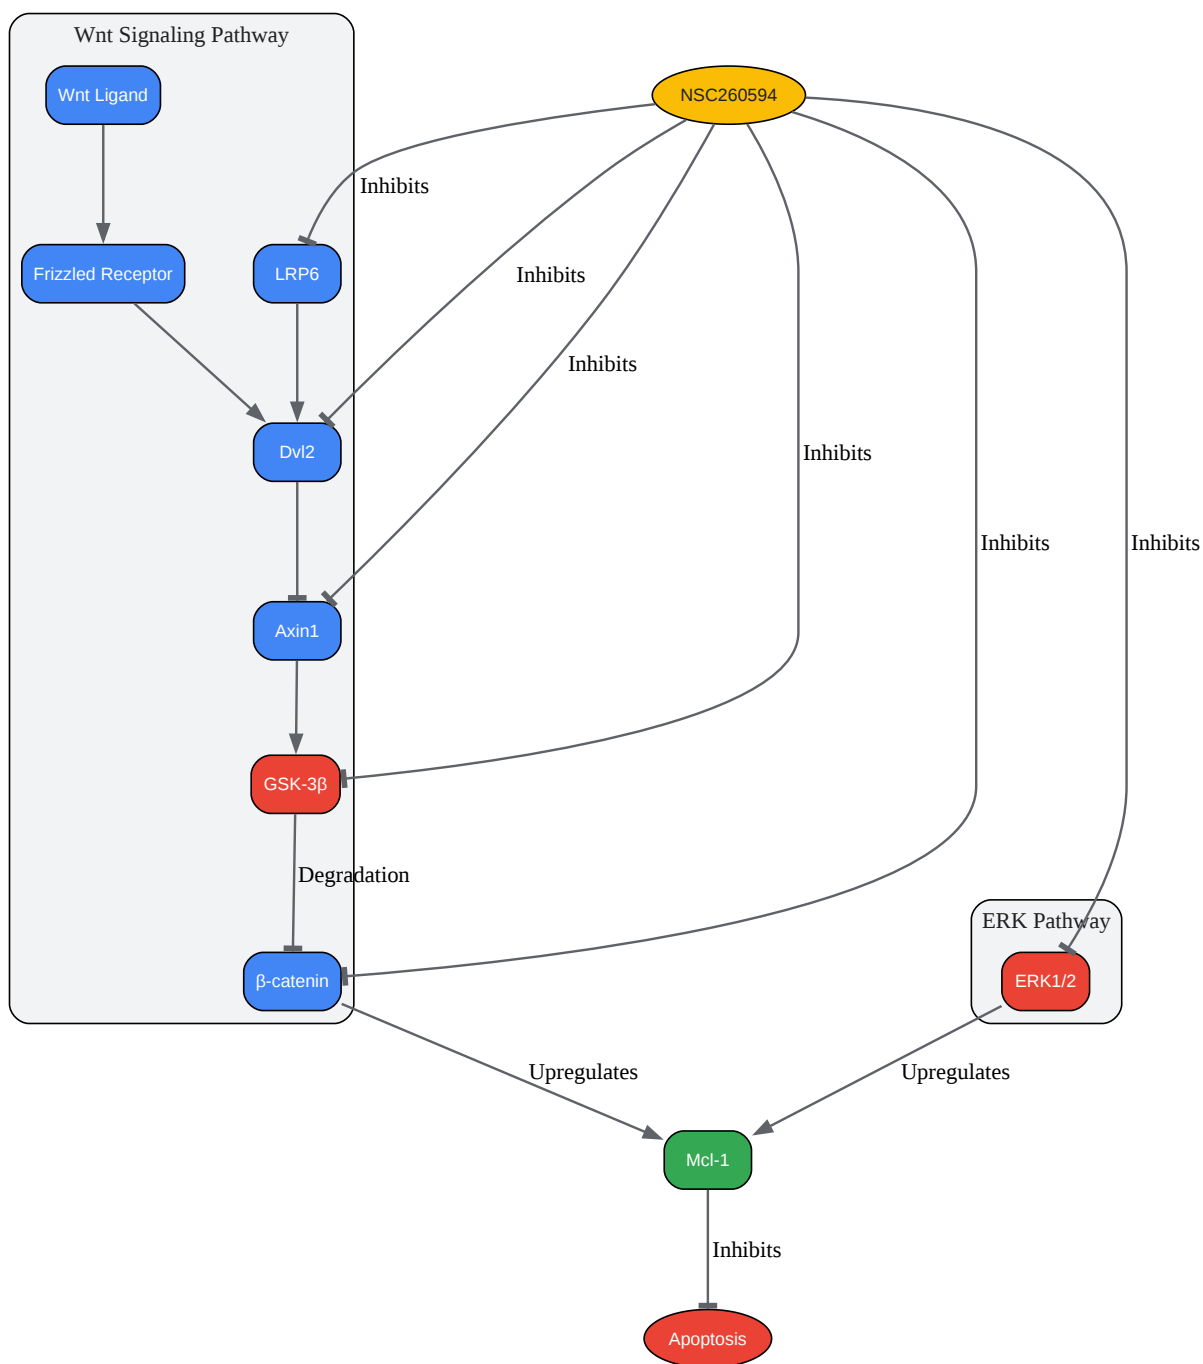 Wnt Signaling Pathway
Wnt Ligand
NSC260594
Inhibits
Frizzled Receptor
LRP6
Inhibits
Inhibits
Dvl2
Inhibits
Inhibits
Inhibits
Axin1
GSK-3β
Degradation
ERK Pathway
β-catenin
ERK1/2
Upregulates
Upregulates
Mcl-1
Inhibits
Apoptosis